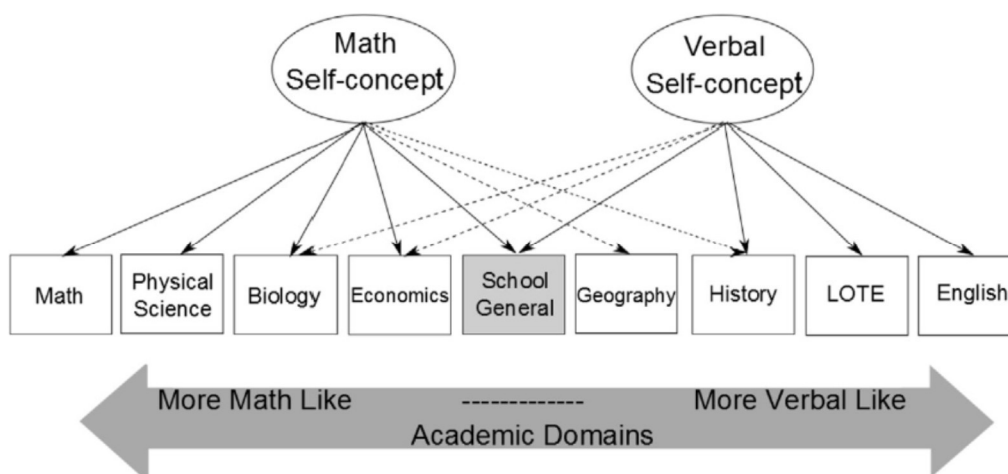 Math
Self-concept
Verbal
Self-concept
Math
Physical
Science
Biology
Economics
School
General
Geography
History
LOTE
English
More Math Like ------------- More Verbal Like
Academic Domains